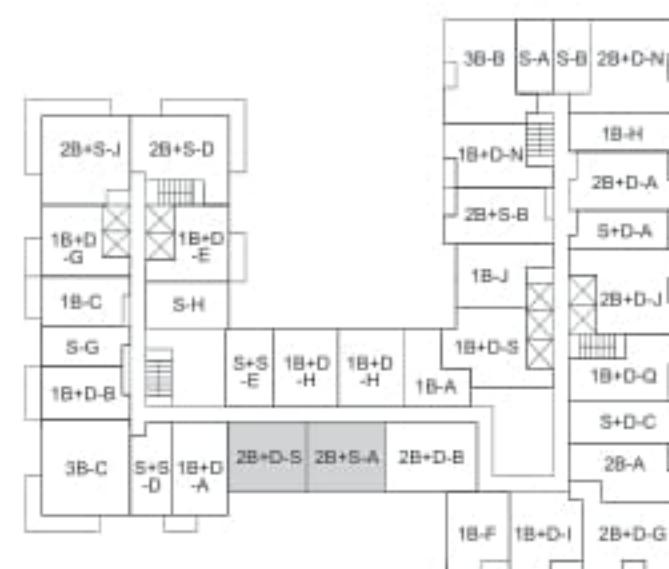 3B-B
S-A
S-B
2B+D-N
1B-H
1B+D-N
2B+D-A
2B+S-B
S+D-A
1B-J
2B+D-J
1B+D-S
1B+D-Q
S+D-C
2B-A
2B+S-J
2B+S-D
1B+D
-G
1B+D
-E
1B-C
S-H
S-G
1B+D-B
S+S
-E
1B+D
-H
1B+D
-H
1B-A
3B-C
S+S
-D
1B+D
-A
2B+D-S
2B+S-A
2B+D-B
1B-F
1B+D-I
2B+D-G